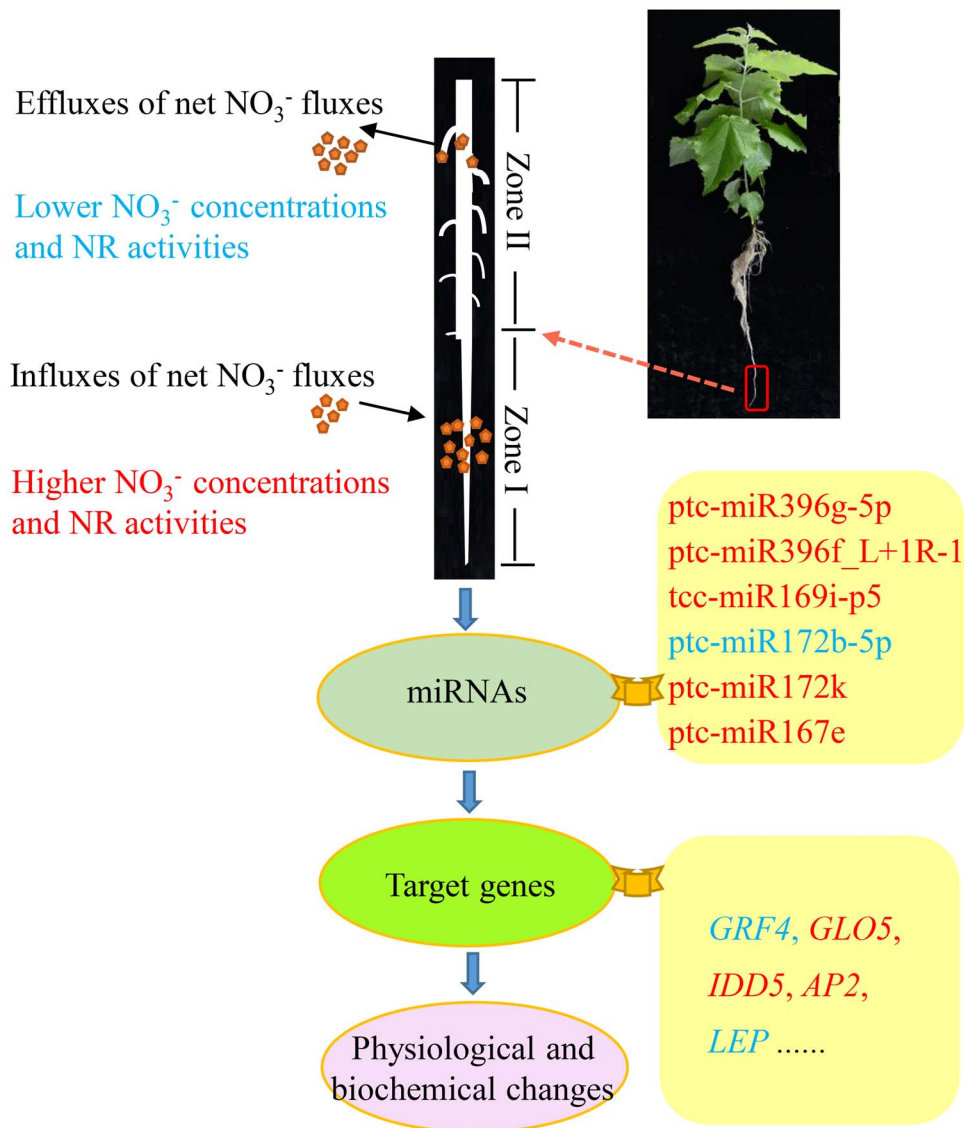 Effluxes of net NO₃⁻ fluxes
Lower NO₃⁻ concentrations
and NR activities
Zone II
Influxes of net NO₃⁻ fluxes
Higher NO₃⁻ concentrations
and NR activities
Zone I
ptc-miR396g-5p
ptc-miR396f_L+1R-1
tcc-miR169i-p5
ptc-miR172b-5p
ptc-miR172k
ptc-miR167e
miRNAs
Target genes
GRF4, GLO5,
IDD5, AP2,
LEP ......
Physiological and
biochemical changes